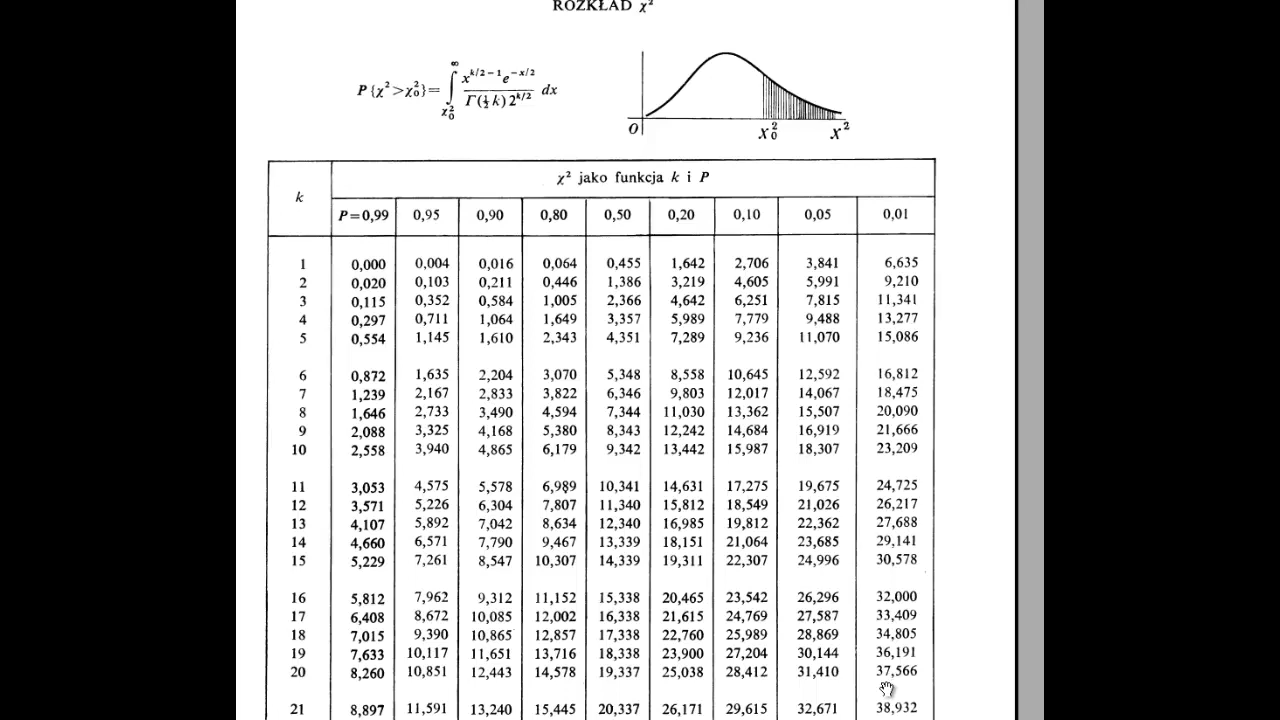 ROZKŁAD χ²
P{χ²>χ₀²}=∫_{χ₀²}^{∞} x^{k/2-1}e^{-x/2} / Γ(½k)2^{k/2} dx
O χ₀² χ²
k χ² jako funkcja k i P
P=0,99 0,95 0,90 0,80 0,50 0,20 0,10 0,05 0,01
1 0,000 0,004 0,016 0,064 0,455 1,642 2,706 3,841 6,635
2 0,020 0,103 0,211 0,446 1,386 3,219 4,605 5,991 9,210
3 0,115 0,352 0,584 1,005 2,366 4,642 6,251 7,815 11,341
4 0,297 0,711 1,064 1,649 3,357 5,989 7,779 9,488 13,277
5 0,554 1,145 1,610 2,343 4,351 7,289 9,236 11,070 15,086
6 0,872 1,635 2,204 3,070 5,348 8,558 10,645 12,592 16,812
7 1,239 2,167 2,833 3,822 6,346 9,803 12,017 14,067 18,475
8 1,646 2,733 3,490 4,594 7,344 11,030 13,362 15,507 20,090
9 2,088 3,325 4,168 5,380 8,343 12,242 14,684 16,919 21,666
10 2,558 3,940 4,865 6,179 9,342 13,442 15,987 18,307 23,209
11 3,053 4,575 5,578 6,989 10,341 14,631 17,275 19,675 24,725
12 3,571 5,226 6,304 7,807 11,340 15,812 18,549 21,026 26,217
13 4,107 5,892 7,042 8,634 12,340 16,985 19,812 22,362 27,688
14 4,660 6,571 7,790 9,467 13,339 18,151 21,064 23,685 29,141
15 5,229 7,261 8,547 10,307 14,339 19,311 22,307 24,996 30,578
16 5,812 7,962 9,312 11,152 15,338 20,465 23,542 26,296 32,000
17 6,408 8,672 10,085 12,002 16,338 21,615 24,769 27,587 33,409
18 7,015 9,390 10,865 12,857 17,338 22,760 25,989 28,869 34,805
19 7,633 10,117 11,651 13,716 18,338 23,900 27,204 30,144 36,191
20 8,260 10,851 12,443 14,578 19,337 25,038 28,412 31,410 37,566
21 8,897 11,591 13,240 15,445 20,337 26,171 29,615 32,671 38,932